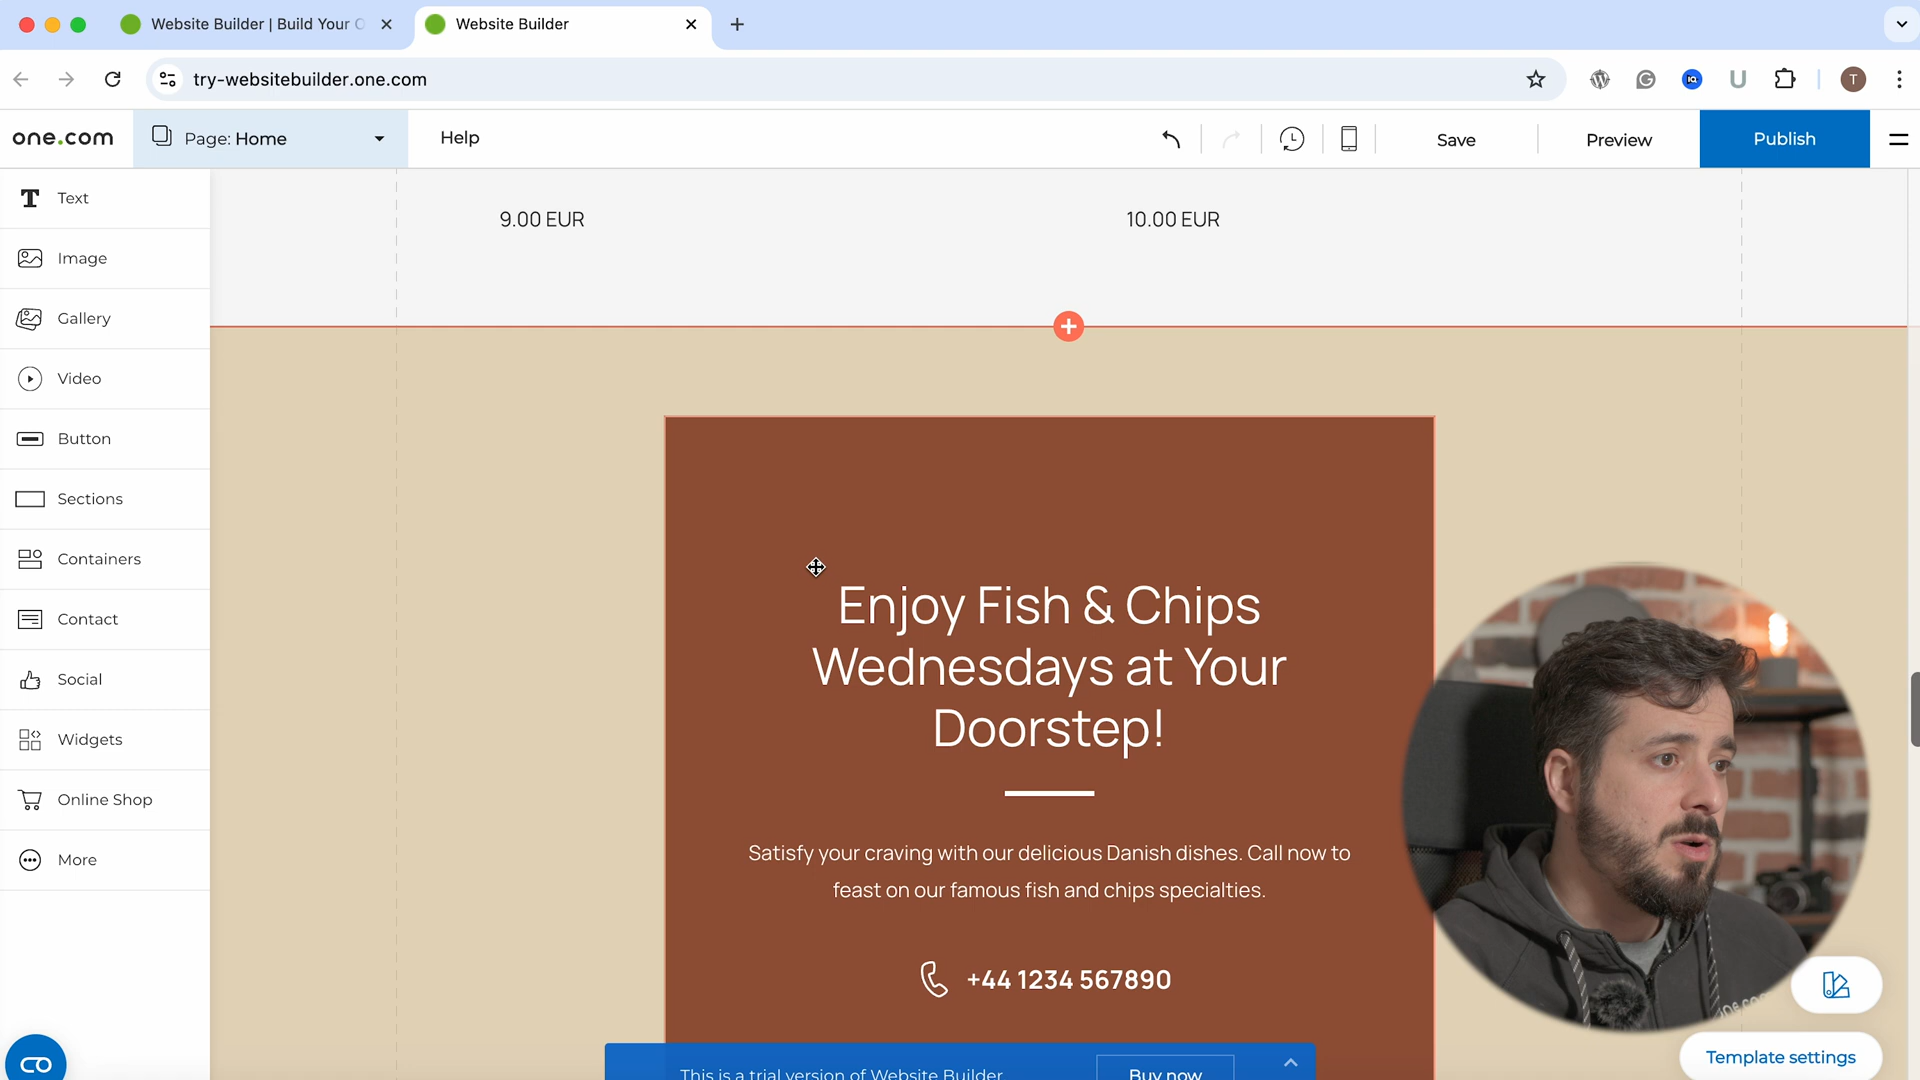 Website Builder | Build Your O
Website Builder
try-websitebuilder.one.com
T
one.com
Page: Home
Help
Save
Preview
Publish
Text
Image
Gallery
Video
Button
Sections
Containers
Contact
Social
Widgets
Online Shop
More
9.00 EUR
10.00 EUR
Enjoy Fish & Chips
Wednesdays at Your
Doorstep!
Satisfy your craving with our delicious Danish dishes. Call now to
feast on our famous fish and chips specialties.
+44 1234 567890
This is a trial version of Website Builder
Buy now
Template settings